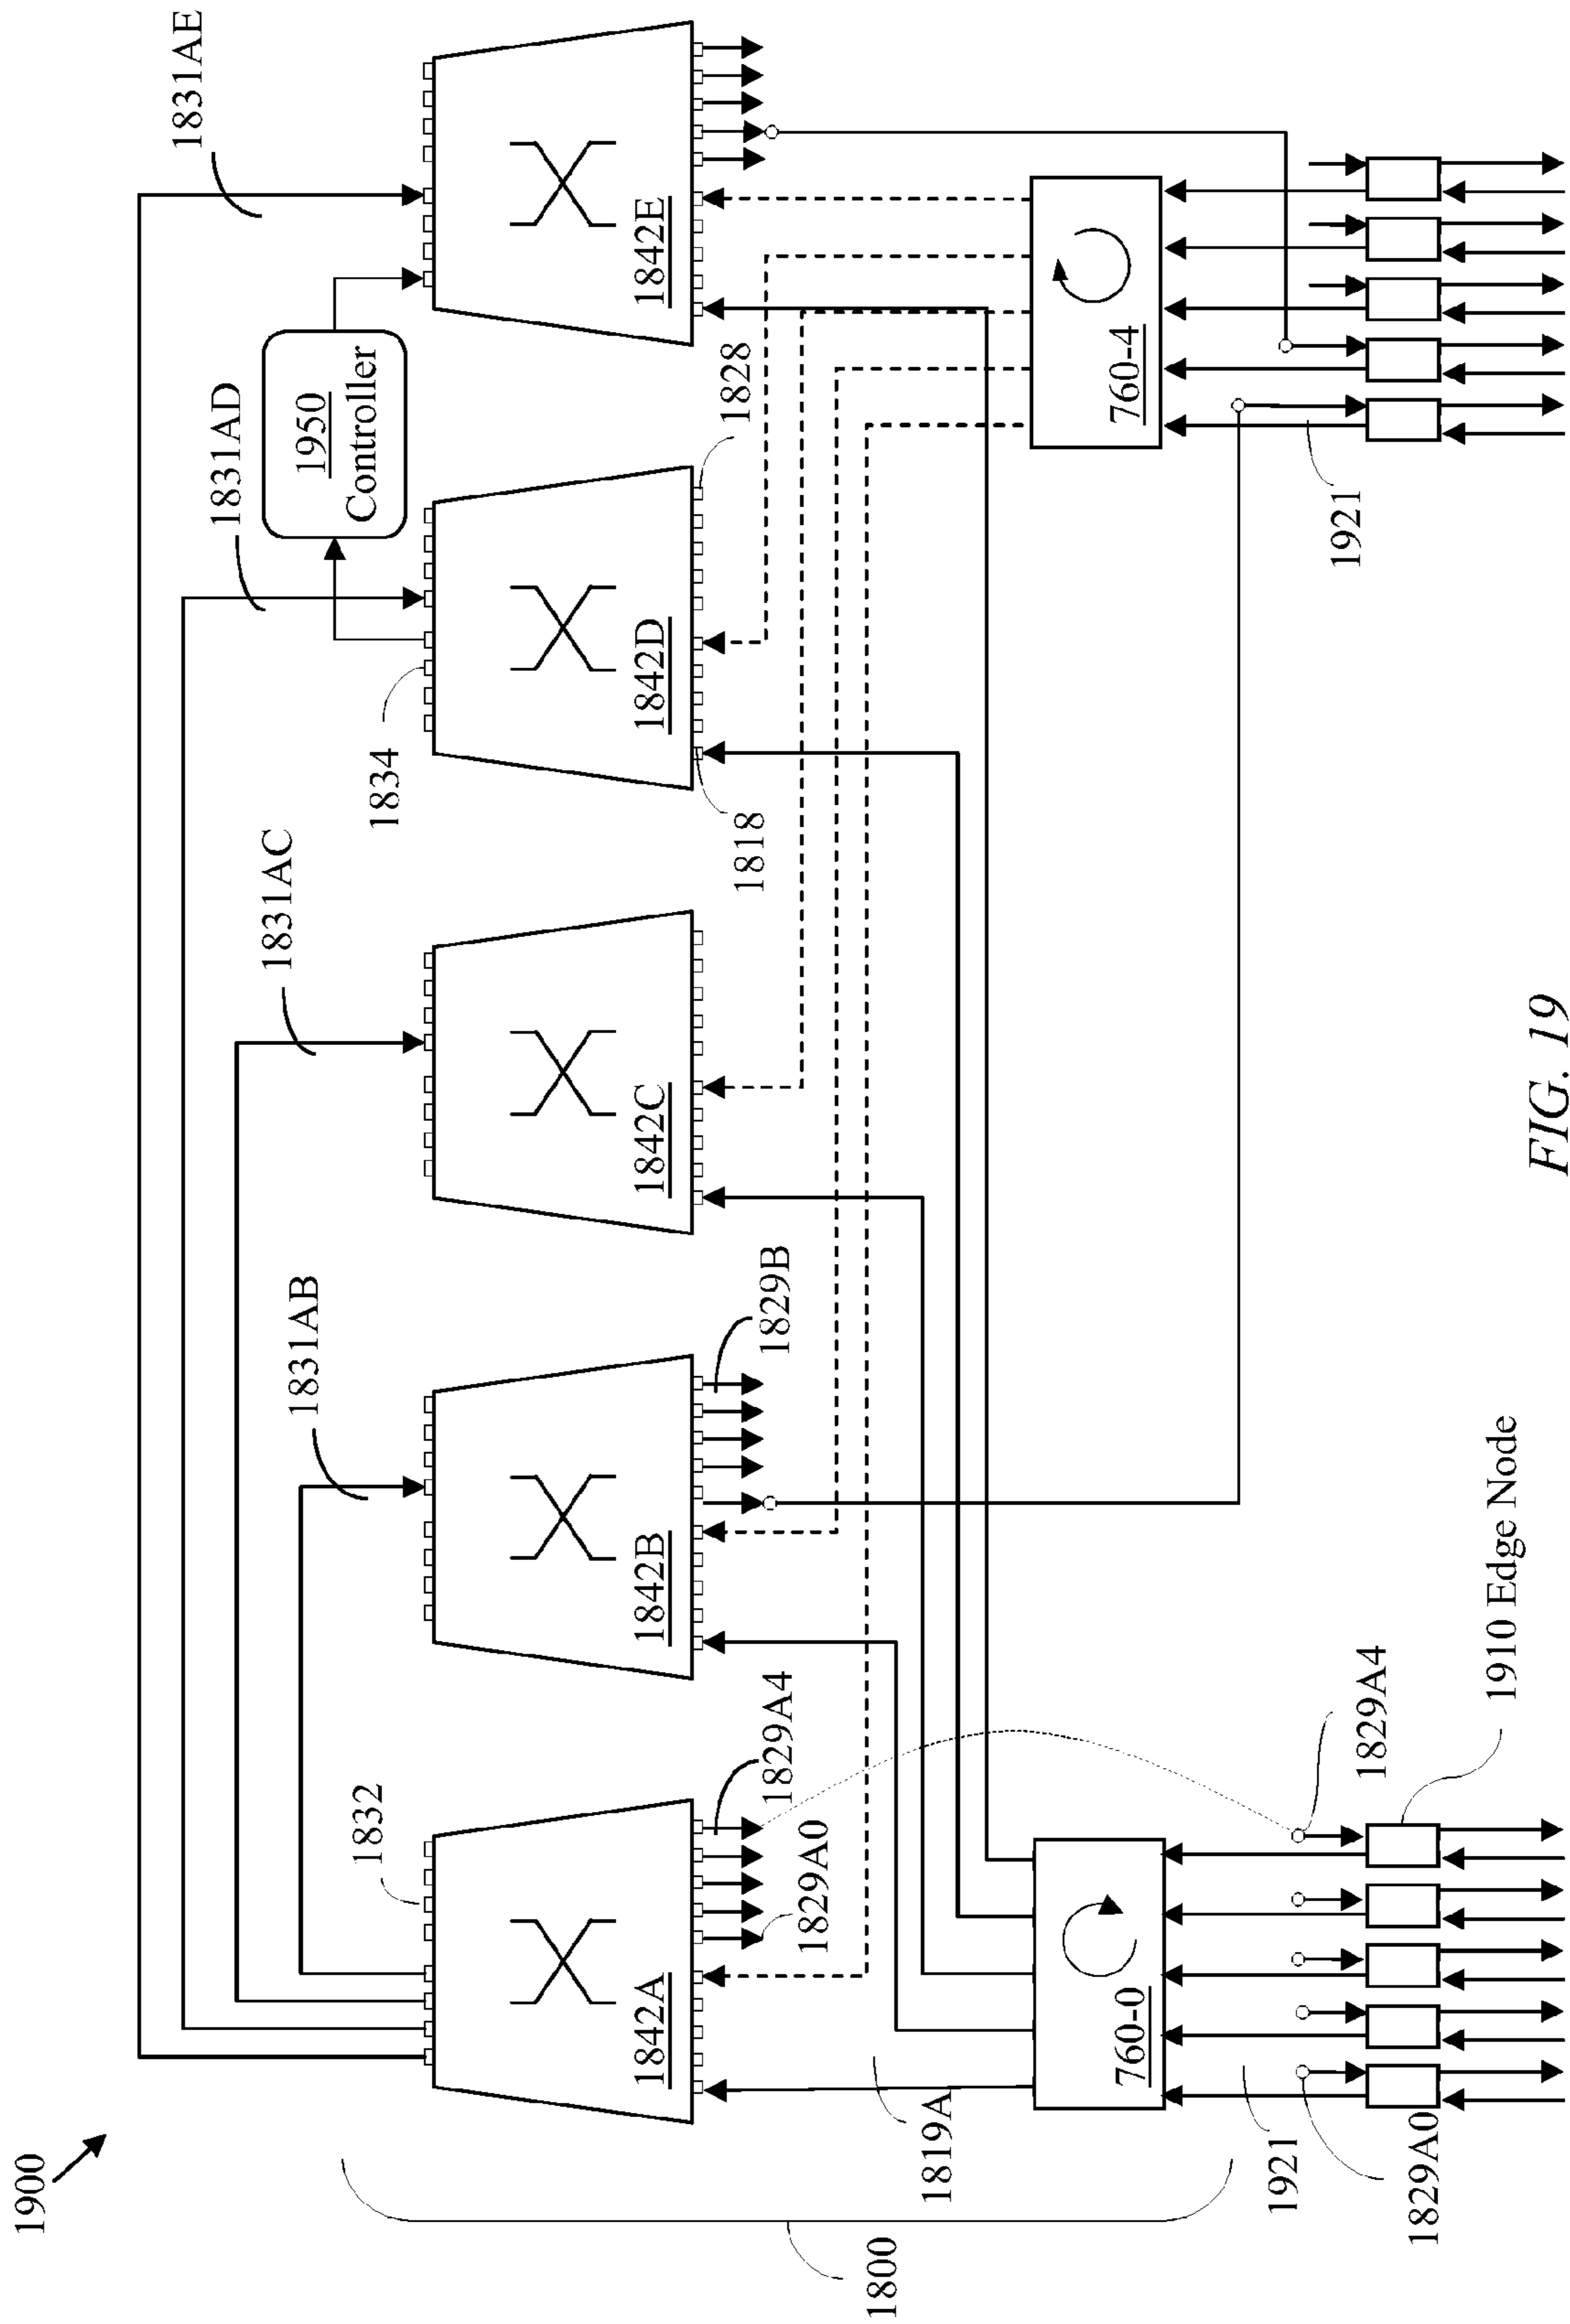 1900
1831AE
1831AD
1831AC
1831AB
1950
Controller
1832
1834
1842A
1842B
1842C
1842D
1842E
1828
1818
1829A4
1829B
1829A0
1800
1819A
760-0
760-4
1921
1921
1829A4
1829A0
1910 Edge Node
FIG. 19